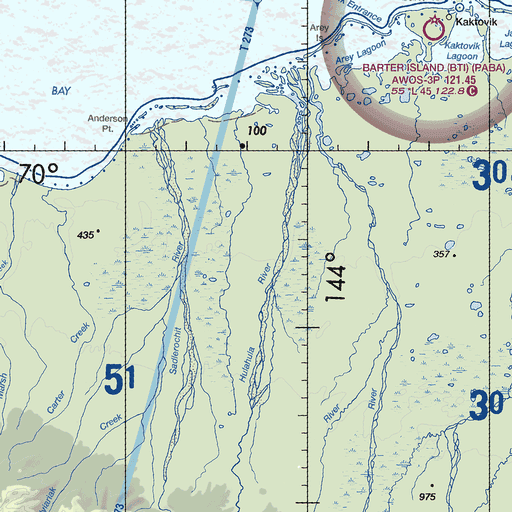 Entrance
Kaktovik
Arey
Is.
T 273
Arey Lagoon
Kaktovik
Lagoon
BARTER ISLAND (BTI) (PABA)
AWOS-3P 121.45
55 *L 45 122.8 C
BAY
Anderson
Pt.
100
70°
30
435
357
River
River
144°
Creek
Sadlerochit
Hulahula
51
Marsh
Carter
Creek
River
River
30
975